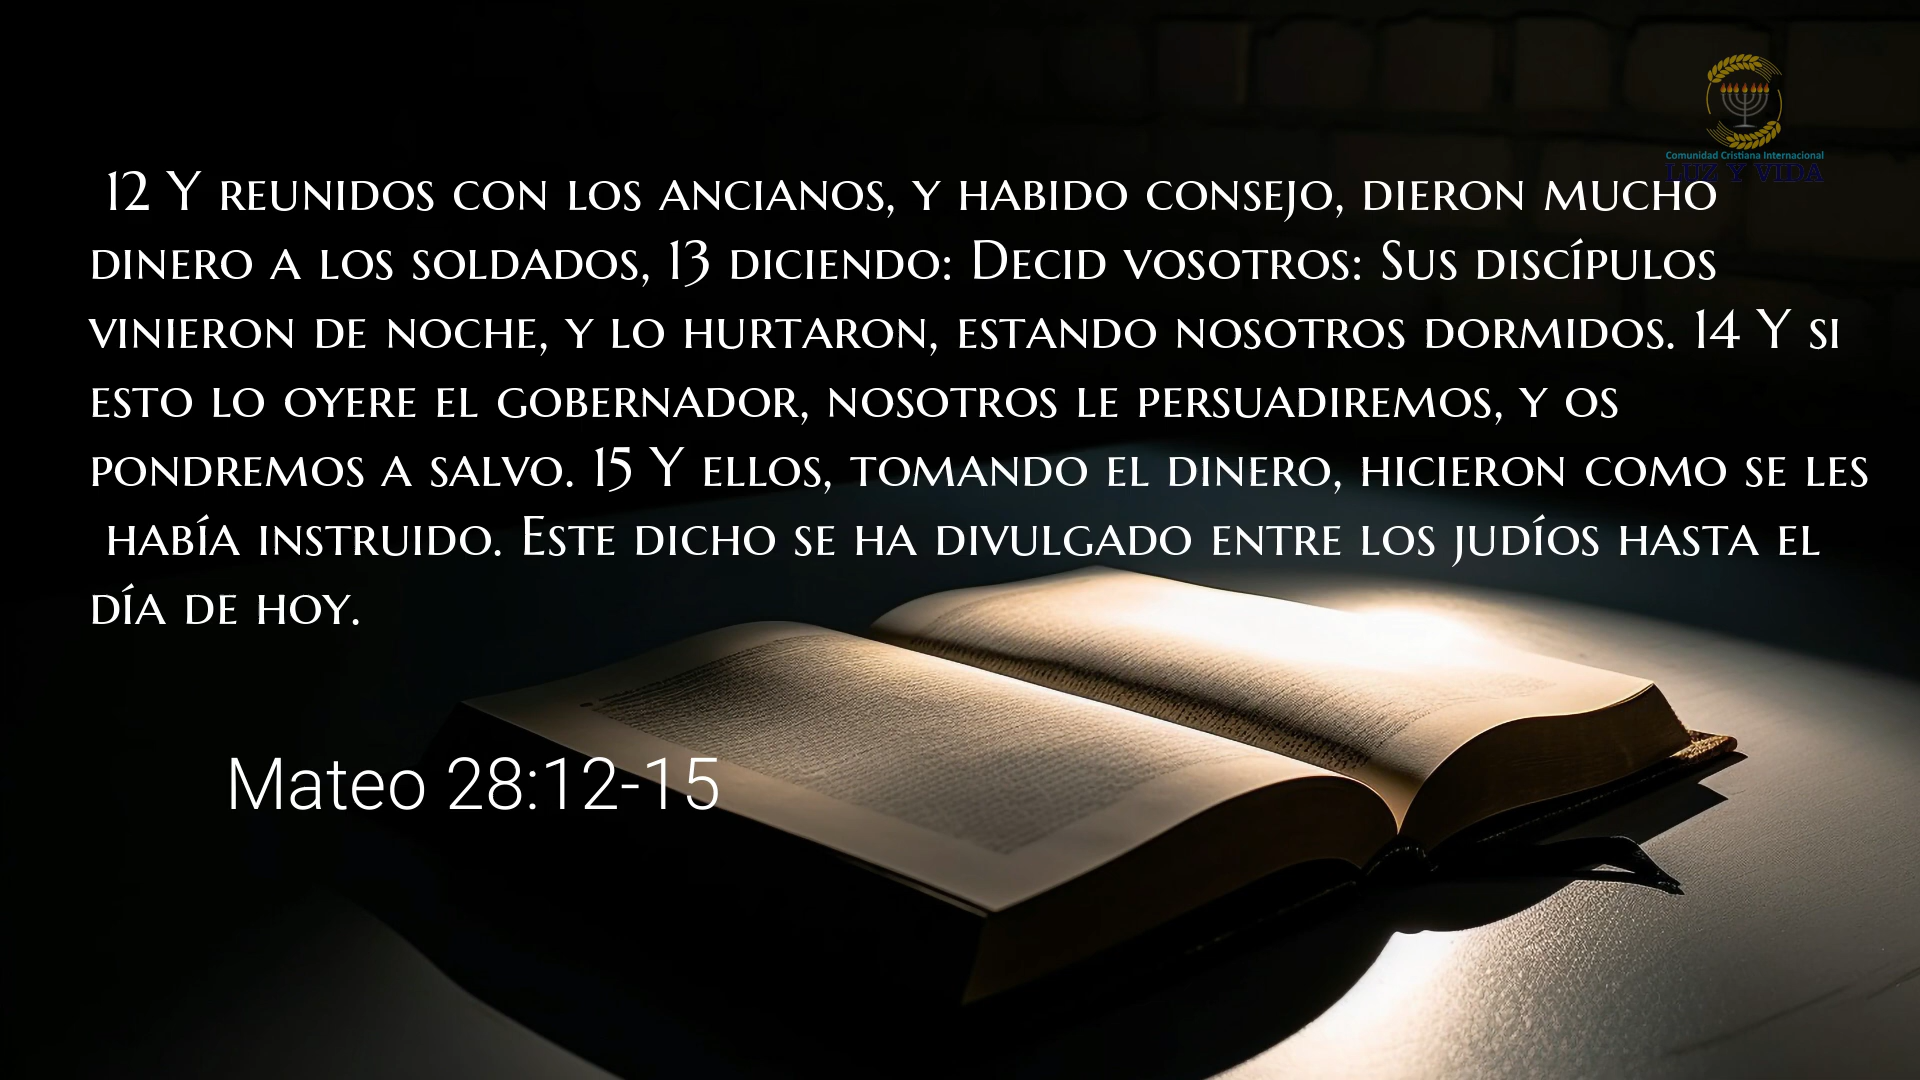 Comunidad Cristiana Internacional
LUZ Y VIDA
12 Y reunidos con los ancianos, y habido consejo, dieron mucho
dinero a los soldados, 13 diciendo: Decid vosotros: Sus discípulos
vinieron de noche, y lo hurtaron, estando nosotros dormidos. 14 Y si
esto lo oyere el gobernador, nosotros le persuadiremos, y os
pondremos a salvo. 15 Y ellos, tomando el dinero, hicieron como se les
había instruido. Este dicho se ha divulgado entre los judíos hasta el
día de hoy.
Mateo 28:12-15